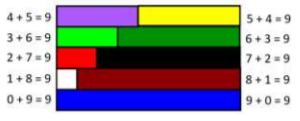 4 + 5 = 9 5 + 4 = 9
3 + 6 = 9 6 + 3 = 9
2 + 7 = 9 7 + 2 = 9
1 + 8 = 9 8 + 1 = 9
0 + 9 = 9 9 + 0 = 9